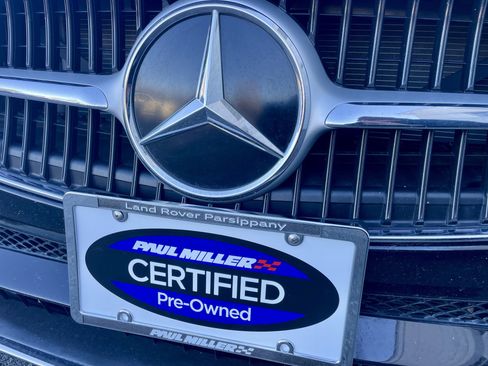 Land Rover Parsippany
PAUL MILLER
CERTIFIED
Pre-Owned
PAUL MILLER